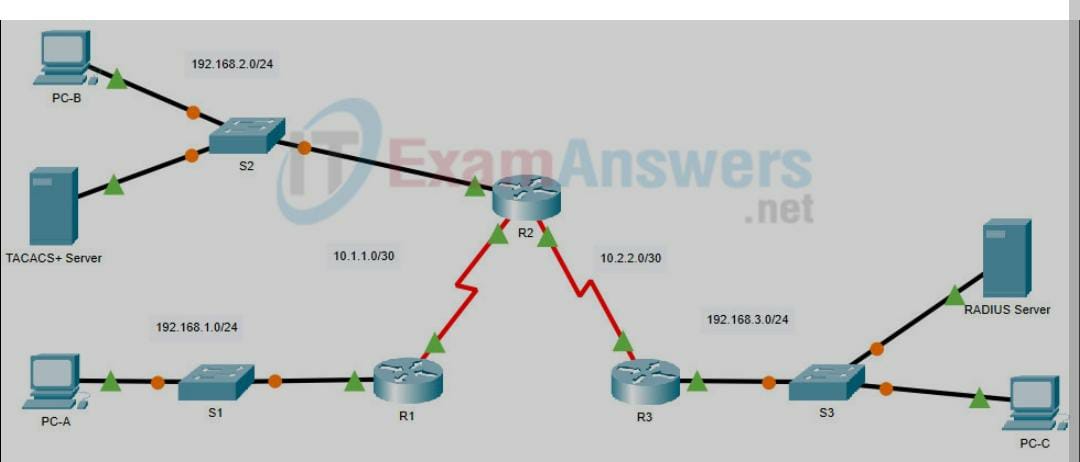 192.168.2.0/24
PC-B
S2
IT ExamAnswers
.net
R2
TACACS+ Server
10.1.1.0/30
10.2.2.0/30
RADIUS Server
192.168.1.0/24
192.168.3.0/24
PC-A
S1
R1
R3
S3
PC-C